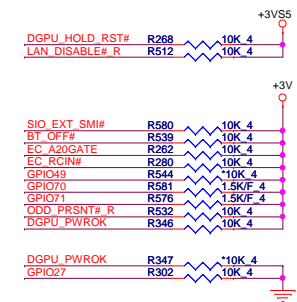 +3VS5
DGPU_HOLD_RST# R268 10K_4
LAN_DISABLE#_R R512 10K_4
+3V
SIO_EXT_SMI# R580 10K_4
BT_OFF# R539 10K_4
EC_A20GATE R262 10K_4
EC_RCIN# R280 10K_4
GPIO49 R544 *10K_4
GPIO70 R581 1.5K/F_4
GPIO71 R576 1.5K/F_4
ODD_PRSNT#_R R532 10K_4
DGPU_PWROK R346 10K_4
DGPU_PWROK R347 *10K_4
GPIO27 R302 10K_4